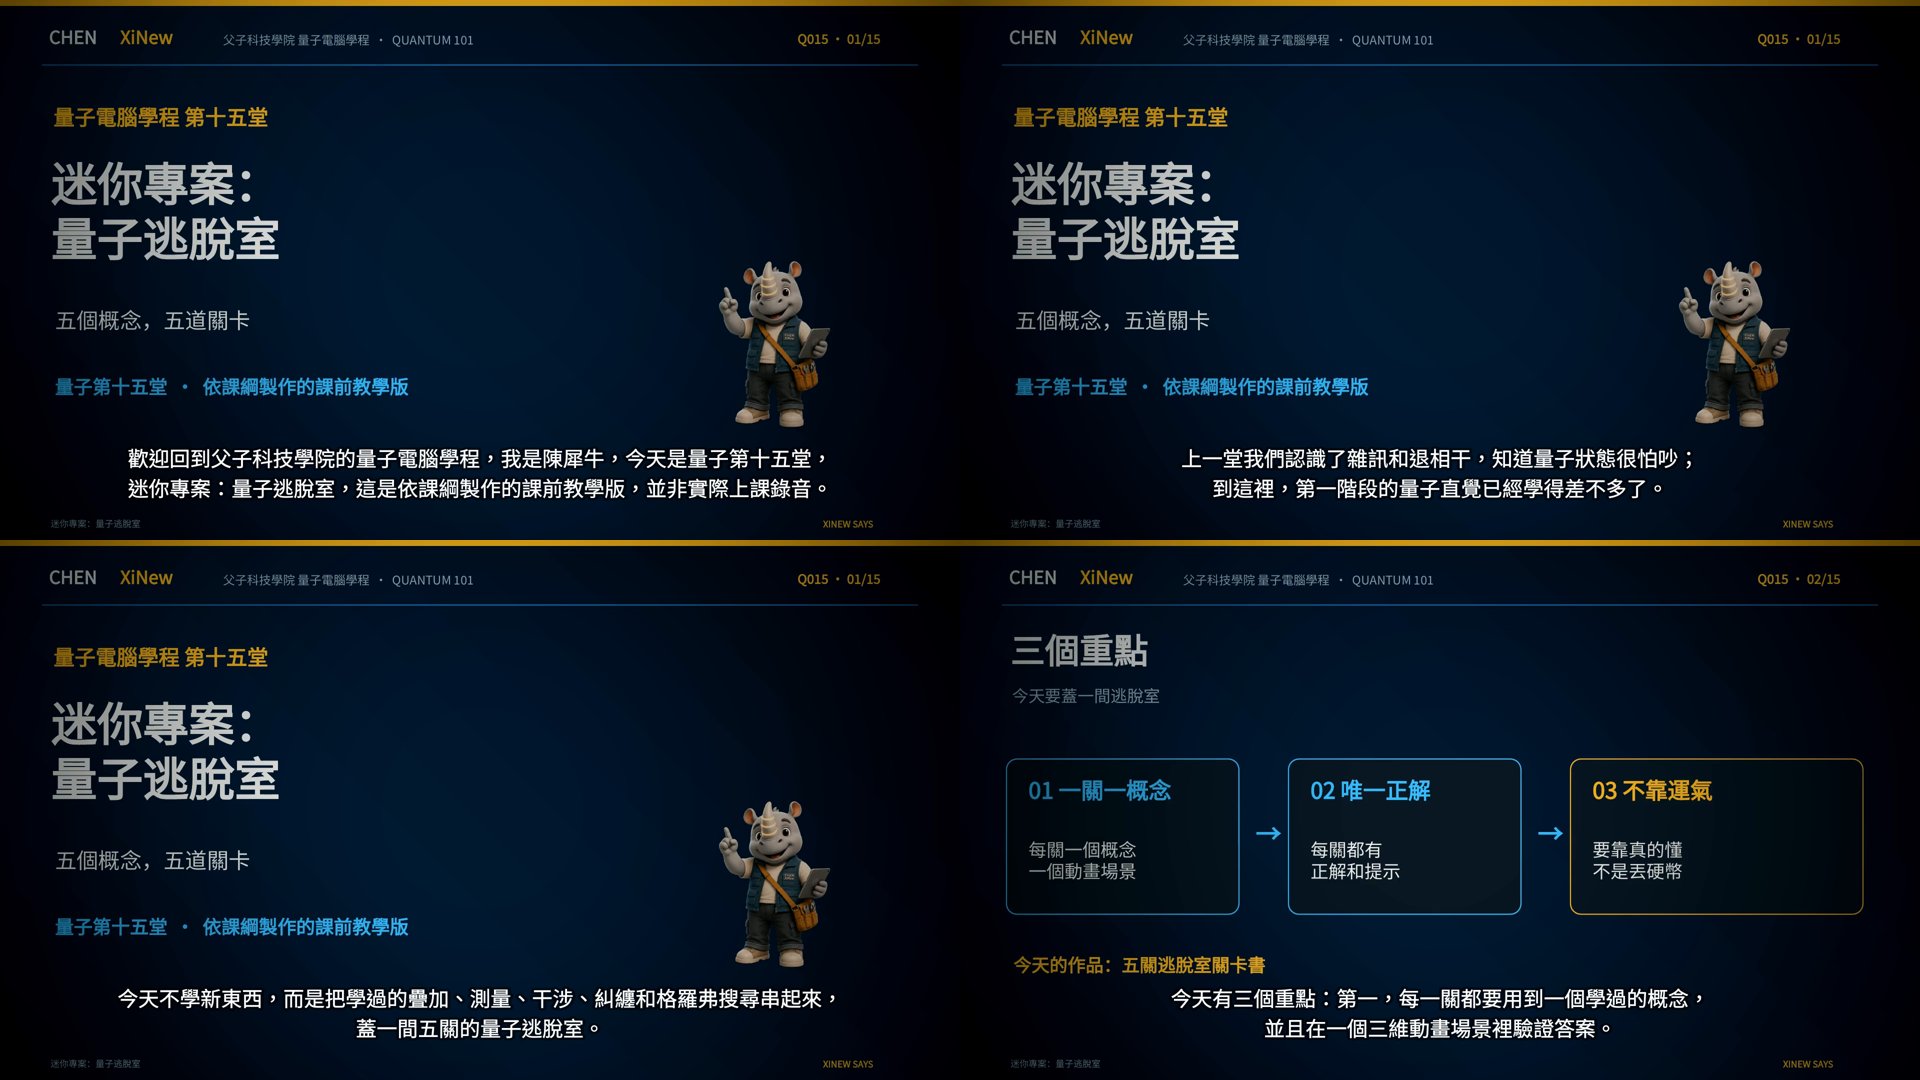 CHEN XiNew 父子科技學院 量子電腦學程 · QUANTUM 101 Q015 · 01/15
量子電腦學程 第十五堂
迷你專案：
量子逃脫室
五個概念，五道關卡
量子第十五堂 · 依課綱製作的課前教學版
歡迎回到父子科技學院的量子電腦學程，我是陳犀牛，今天是量子第十五堂，
迷你專案：量子逃脫室，這是依課綱製作的課前教學版，並非實際上課錄音。
迷你專案：量子逃脫室 XINEW SAYS
CHEN XiNew 父子科技學院 量子電腦學程 · QUANTUM 101 Q015 · 01/15
量子電腦學程 第十五堂
迷你專案：
量子逃脫室
五個概念，五道關卡
量子第十五堂 · 依課綱製作的課前教學版
上一堂我們認識了雜訊和退相干，知道量子狀態很怕吵；
到這裡，第一階段的量子直覺已經學得差不多了。
迷你專案：量子逃脫室 XINEW SAYS
CHEN XiNew 父子科技學院 量子電腦學程 · QUANTUM 101 Q015 · 01/15
量子電腦學程 第十五堂
迷你專案：
量子逃脫室
五個概念，五道關卡
量子第十五堂 · 依課綱製作的課前教學版
今天不學新東西，而是把學過的疊加、測量、干涉、糾纏和格羅弗搜尋串起來，
蓋一間五關的量子逃脫室。
迷你專案：量子逃脫室 XINEW SAYS
CHEN XiNew 父子科技學院 量子電腦學程 · QUANTUM 101 Q015 · 02/15
三個重點
今天要蓋一間逃脫室
01 一關一概念
每關一個概念
一個動畫場景
→
02 唯一正解
每關都有
正解和提示
→
03 不靠運氣
要靠真的懂
不是丟硬幣
今天的作品：五關逃脫室關卡書
今天有三個重點：第一，每一關都要用到一個學過的概念，
並且在一個三維動畫場景裡驗證答案。
迷你專案：量子逃脫室 XINEW SAYS